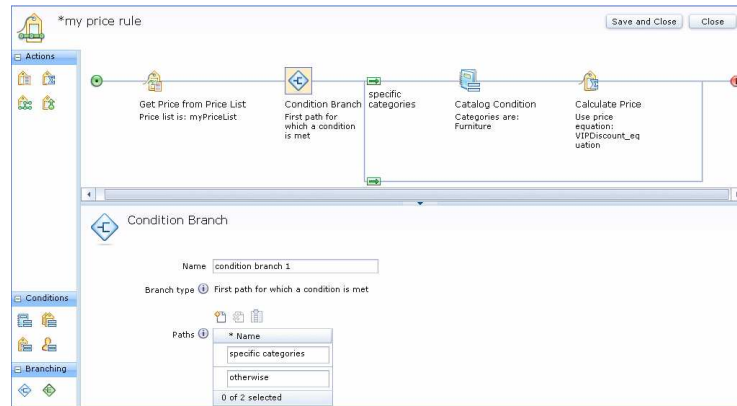 *my price rule
Save and Close
Close
Actions
Get Price from Price List
Price list is: myPriceList
Condition Branch
First path for
which a condition
is met
specific
categories
Catalog Condition
Categories are:
Furniture
Calculate Price
Use price
equation:
VIPDiscount_eq
uation
Condition Branch
Name
condition branch 1
Branch type
First path for which a condition is met
Conditions
Paths
* Name
specific categories
Branching
otherwise
0 of 2 selected